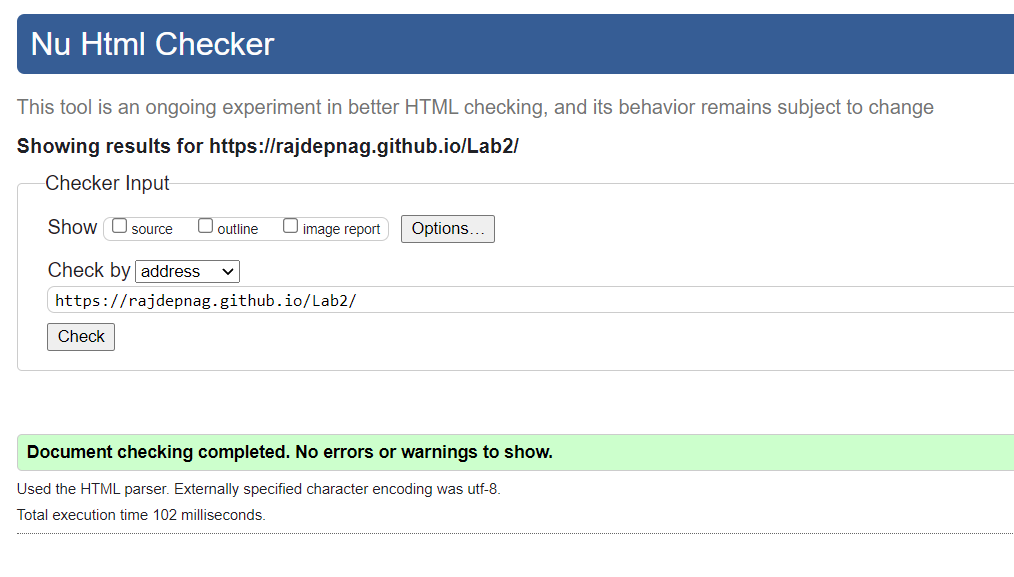 Nu Html Checker
This tool is an ongoing experiment in better HTML checking, and its behavior remains subject to change
Showing results for https://rajdepnag.github.io/Lab2/
Checker Input
Show source outline image report Options…
Check by address
https://rajdepnag.github.io/Lab2/
Check
Document checking completed. No errors or warnings to show.
Used the HTML parser. Externally specified character encoding was utf-8.
Total execution time 102 milliseconds.